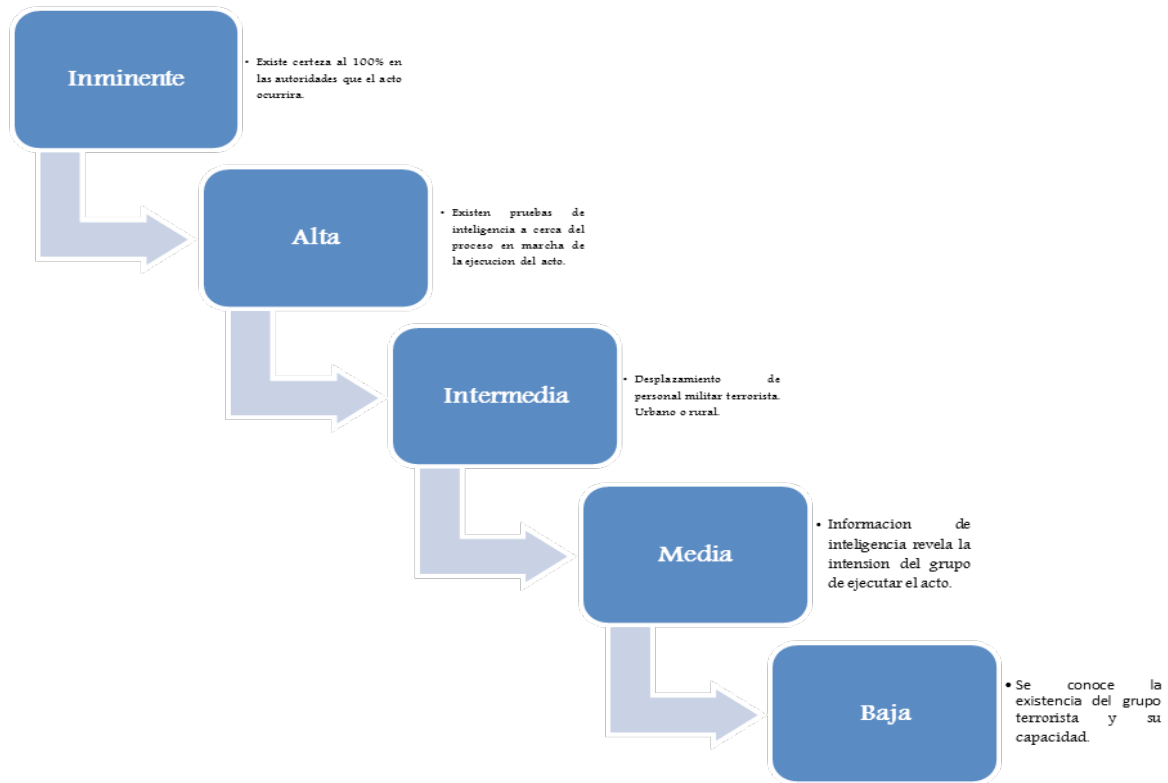 Inminente
• Existe certeza al 100% en
las autoridades que el acto
ocurrira.
Alta
• Existen pruebas de
inteligencia a cerca del
proceso en marcha de
la ejecucion del acto.
Intermedia
• Desplazamiento de
personal militar terrorista.
Urbano o rural.
Media
• Informacion de
inteligencia revela la
intension del grupo
de ejecutar el acto.
Baja
• Se conoce la
existencia del grupo
terrorista y su
capacidad.